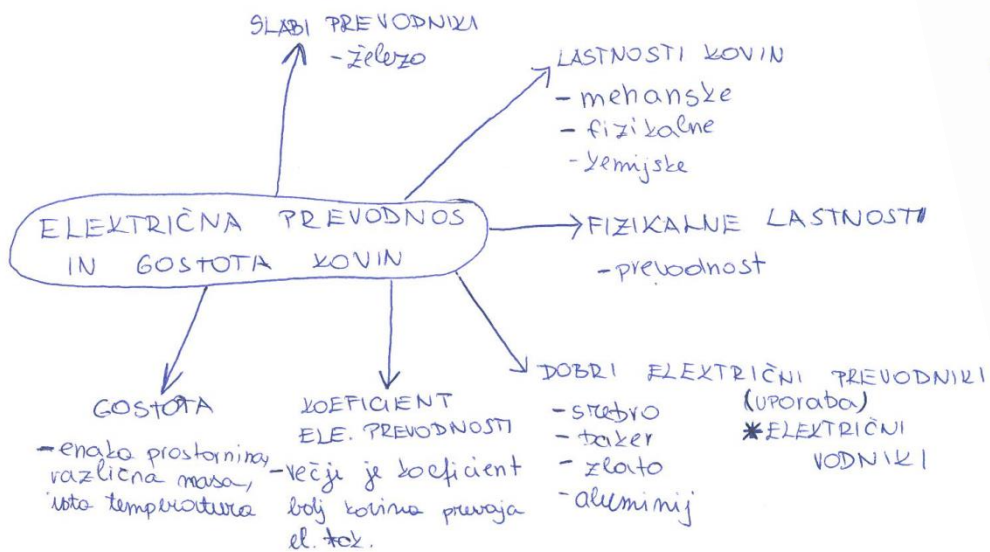 SLABI PREVODNIKI
- železo
LASTNOSTI KOVIN
- mehanske
- fizikalne
- kemijske
ELEKTRIČNA PREVODNOS
IN GOSTOTA KOVIN
FIZIKALNE LASTNOSTI
- prevodnost
GOSTOTA
- enaka prostornina,
različna masa,
ista temperatura
KOEFICIENT
ELE. PREVODNOSTI
- večji je koeficient
bolj kovina prevaja
el. tok.
DOBRI ELEKTRIČNI PREVODNIKI
- srebro
- baker
- zlato
- aluminij
(uporaba)
*ELEKTRIČNI
VODNIKI